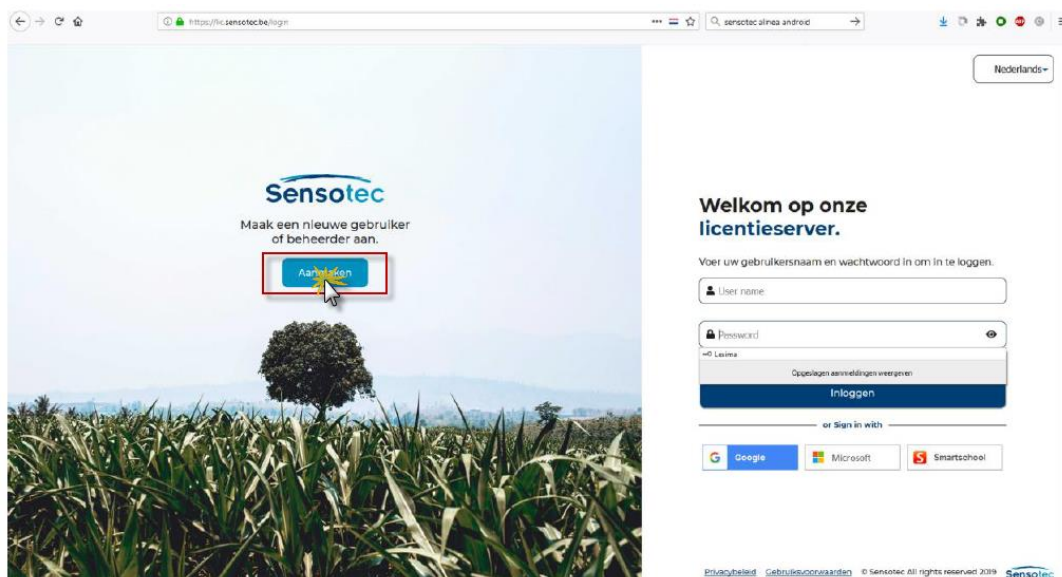 https://lic.sensotec.be/login
sensotec alinea android
Nederlands
Sensotec
Maak een nieuwe gebruiker
of beheerder aan.
Aanmaken
Welkom op onze
licentieserver.
Voer uw gebruikersnaam en wachtwoord in om in te loggen.
User name
Password
Lexima
Opgeslagen aanmeldingen weergeven
Inloggen
or Sign in with
Google Microsoft Smartschool
Privacybeleid Gebruiksvoorwaarden © Sensotec All rights reserved 2019 Sensotec